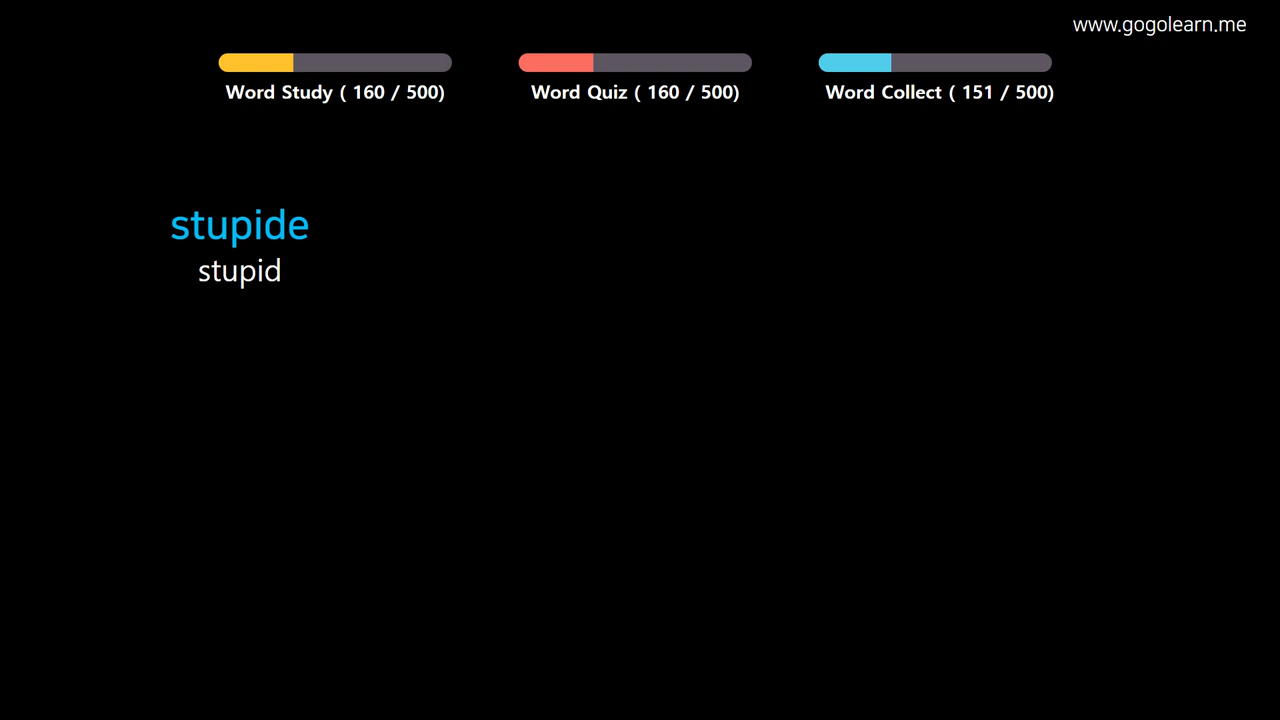 www.gogolearn.me
Word Study ( 160 / 500)
Word Quiz ( 160 / 500)
Word Collect ( 151 / 500)
stupide
stupid